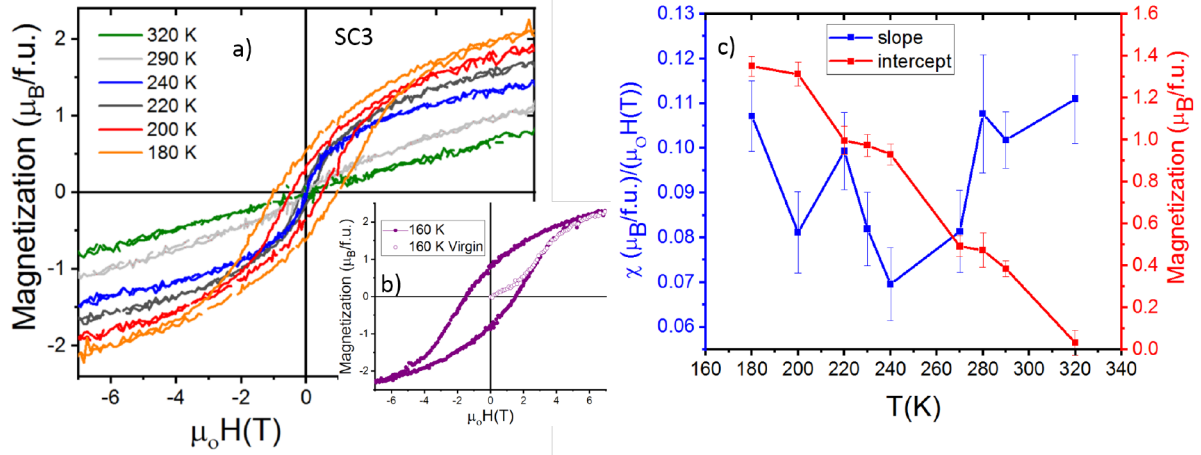 a)
SC3
320 K
290 K
240 K
220 K
200 K
180 K
Magnetization (μB/f.u.)
2
1
0
-1
-2
-6
-4
-2
0
2
4
6
μoH(T)
b)
160 K
160 K Virgin
Magnetization (μB/f.u.)
2
1
0
-1
-2
-6
-4
-2
0
2
4
6
μoH(T)
c)
slope
intercept
χ (μB/f.u.)/(μoH(T))
0.13
0.12
0.11
0.10
0.09
0.08
0.07
0.06
0.05
160 180 200 220 240 260 280 300 320 340
T(K)
1.8
1.6
1.4
1.2
1.0
0.8
0.6
0.4
0.2
0.0
Magnetization (μB/f.u.)